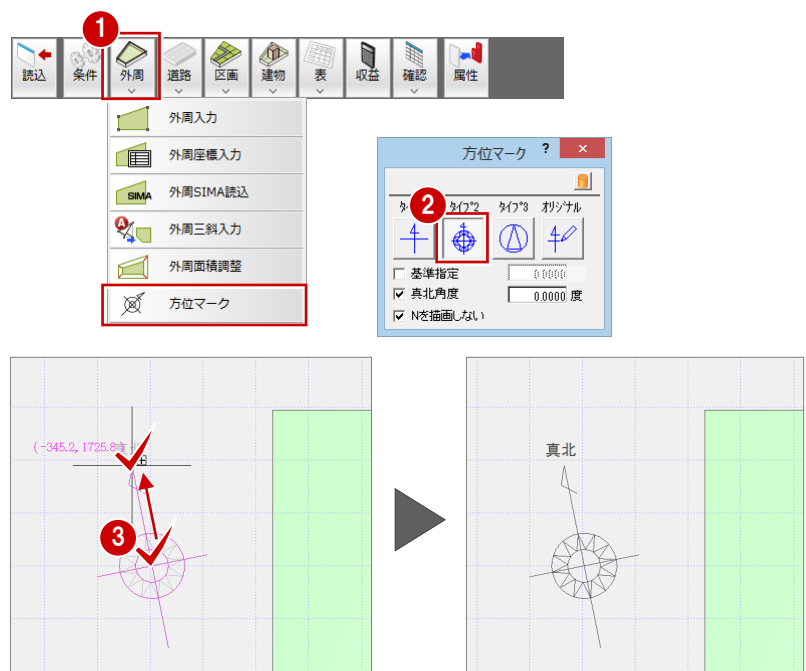 1
読込 条件 外周 道路 区画 建物 表 収益 確認 属性
外周入力
外周座標入力
SIMA 外周SIMA読込
A 外周三斜入力
外周面積調整
方位マーク
方位マーク ? ×
2
ﾀｲﾌﾟ2 ﾀｲﾌﾟ3 ｵﾘｼﾞﾅﾙ
基準指定 0.0000
真北角度 0.0000 度
Nを描画しない
(-345.2, 1725.8)
3
真北